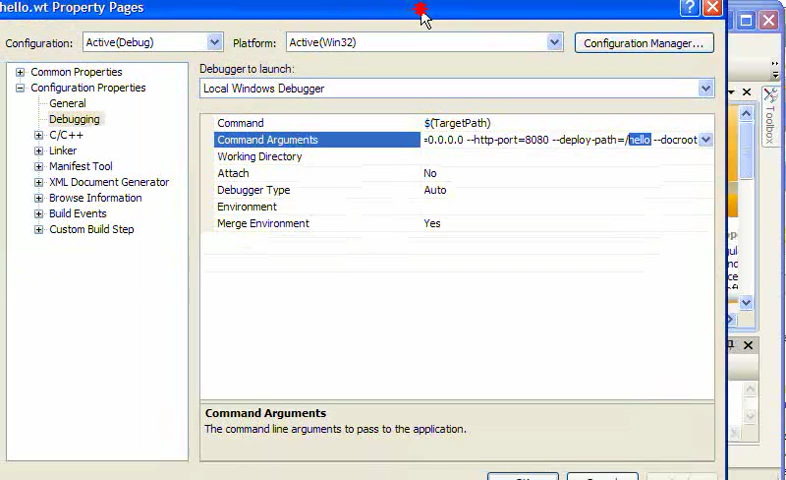 hello.wt Property Pages
Configuration: Active(Debug) Platform: Active(Win32) Configuration Manager...
Common Properties
Configuration Properties
General
Debugging
C/C++
Linker
Manifest Tool
XML Document Generator
Browse Information
Build Events
Custom Build Step
Debugger to launch:
Local Windows Debugger
Command $(TargetPath)
Command Arguments =0.0.0.0 --http-port=8080 --deploy-path=/hello --docroot
Working Directory
Attach No
Debugger Type Auto
Environment
Merge Environment Yes
Command Arguments
The command line arguments to pass to the application.
Toolbox